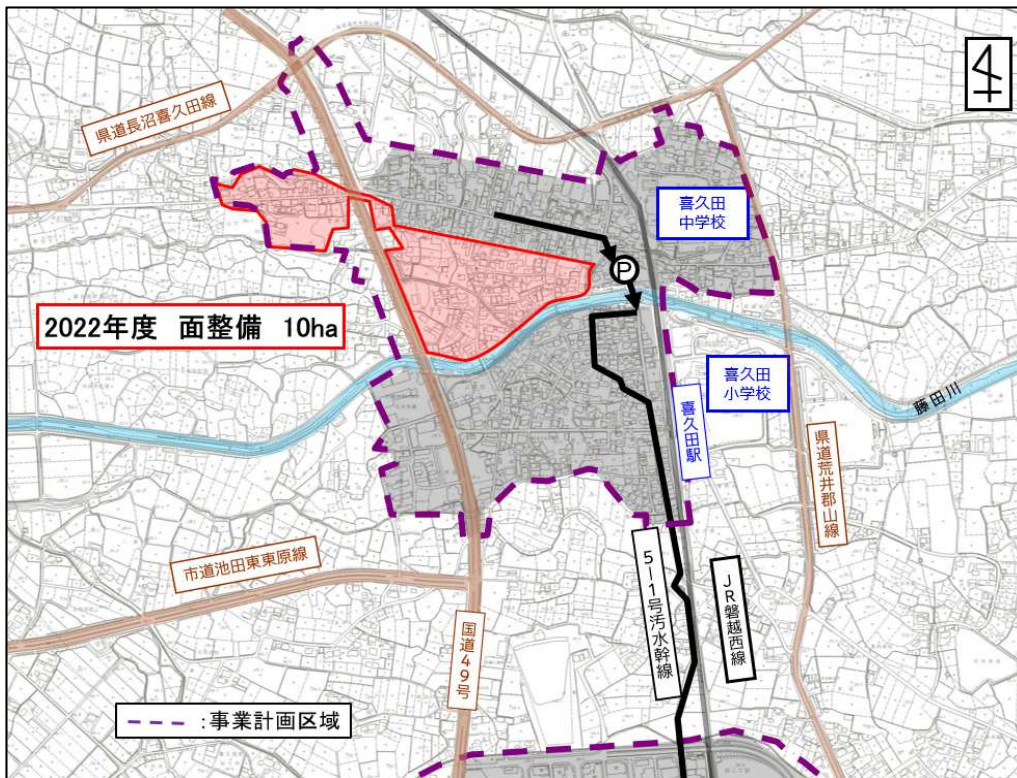 県道長沼喜久田線
喜久田
中学校
P
2022年度 面整備 10ha
喜久田
小学校
藤田川
喜久田駅
県道荒井郡山線
市道池田東東原線
国道49号
5-1号汚水幹線
JR磐越西線
:事業計画区域